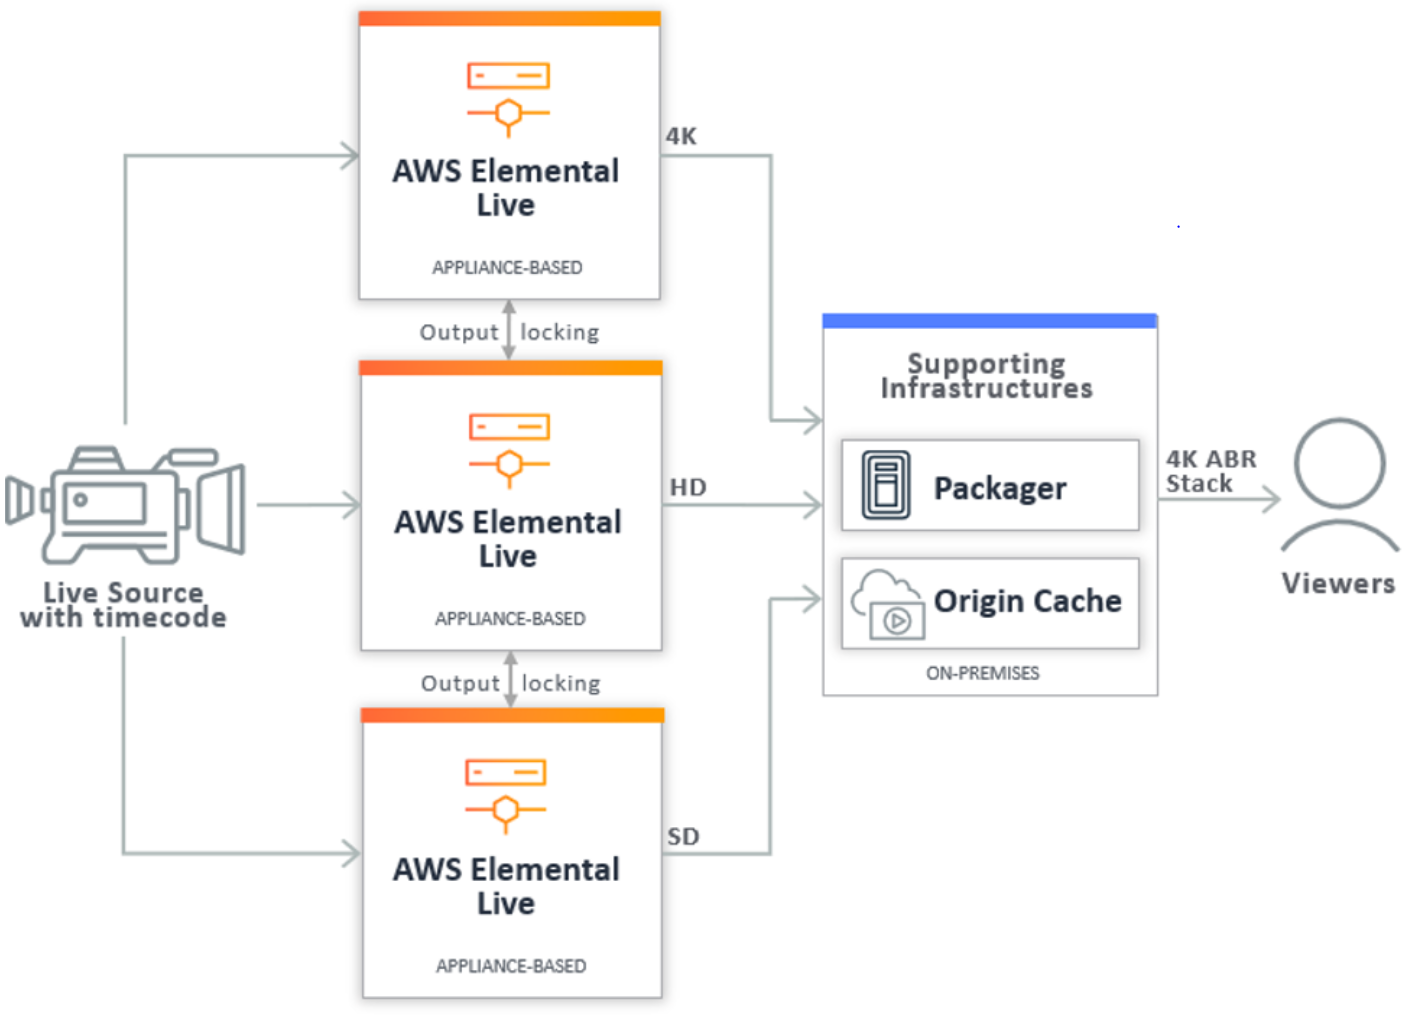 AWS Elemental
Live
APPLIANCE-BASED
4K
Output locking
AWS Elemental
Live
APPLIANCE-BASED
HD
Output locking
AWS Elemental
Live
APPLIANCE-BASED
SD
Live Source
with timecode
Supporting
Infrastructures
Packager
Origin Cache
ON-PREMISES
4K ABR
Stack
Viewers